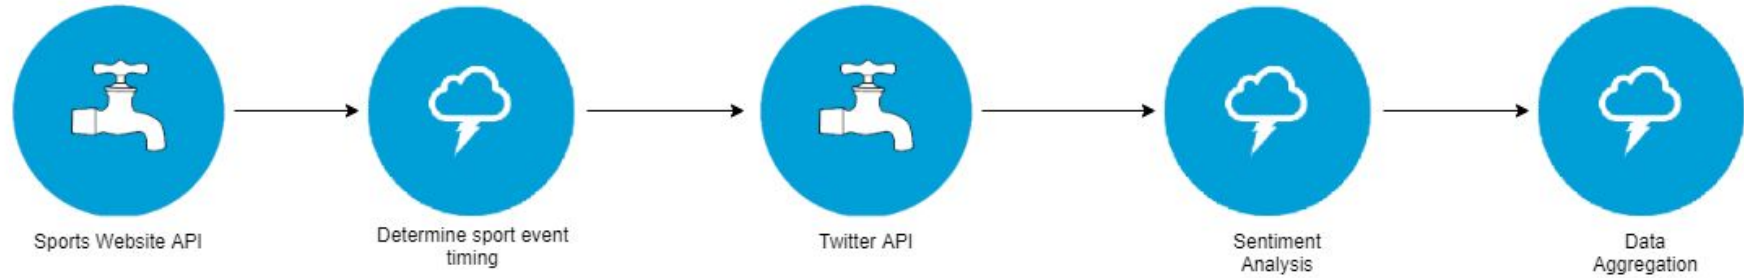 Sports Website API
Determine sport event
timing
Twitter API
Sentiment
Analysis
Data
Aggregation